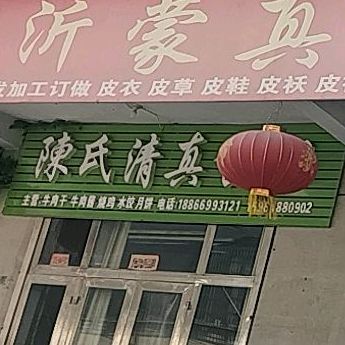 沂蒙真
加工订做 皮衣 皮草 皮鞋 皮袄 皮
陳氏清真
主营:牛肉干 牛肉酱 烧鸡 水饺 月饼 电话:18866993121 880902